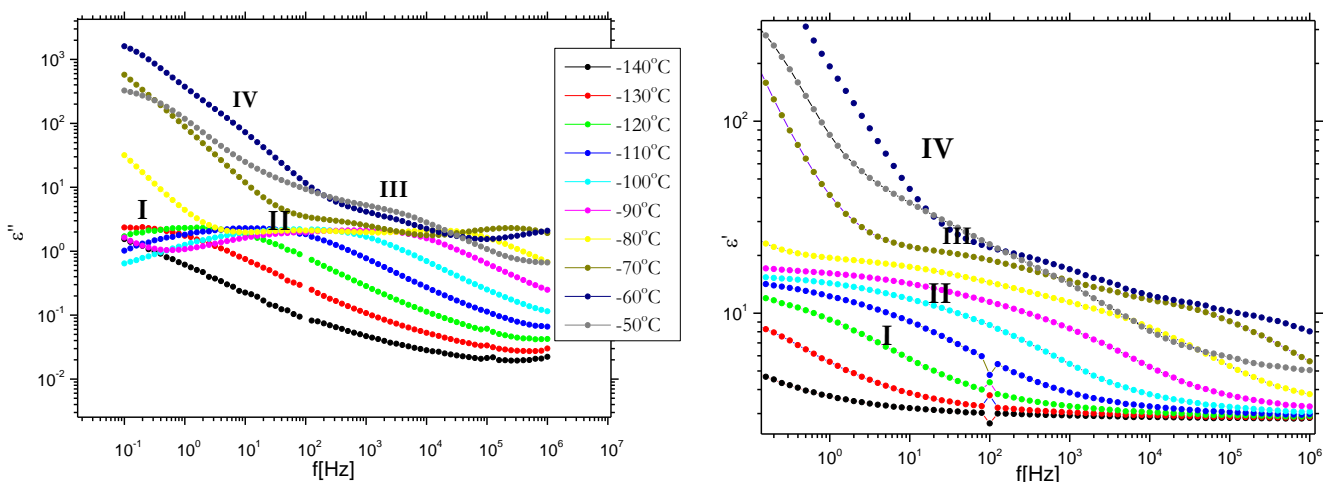 10³
10²
10¹
10⁰
10⁻¹
10⁻²
ε"
I
II
III
IV
10⁻¹ 10⁰ 10¹ 10² 10³ 10⁴ 10⁵ 10⁶ 10⁷
f[Hz]
-140°C
-130°C
-120°C
-110°C
-100°C
-90°C
-80°C
-70°C
-60°C
-50°C
10²
10¹
ε'
IV
III
II
I
10⁰ 10¹ 10² 10³ 10⁴ 10⁵ 10⁶
f[Hz]